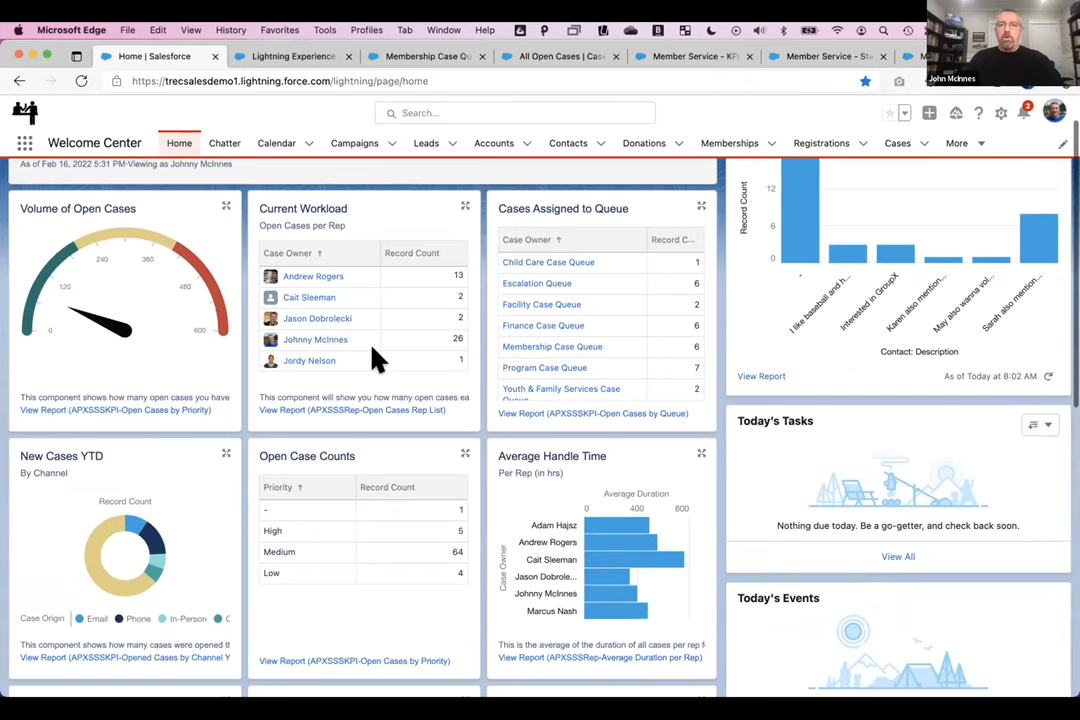 Microsoft Edge File Edit View History Favorites Tools Profiles Tab Window Help
Home | Salesforce
Lightning Experience
Membership Case Qu
All Open Cases | Cas
Member Service - KP
Member Service - Sta
https://trecsalesdemo1.lightning.force.com/lightning/page/home
John McInnes
Search...
2
Welcome Center
Home Chatter Calendar Campaigns Leads Accounts Contacts Donations Memberships Registrations Cases More
As of Feb 16, 2022 5:31 PM·Viewing as Johnny McInnes
Volume of Open Cases
0
120
240
360
480
600
This component shows how many open cases you have
View Report (APXSSSKPI-Open Cases by Priority)
Current Workload
Open Cases per Rep
Case Owner ↑ Record Count
Andrew Rogers 13
Cait Sleeman 2
Jason Dobrolecki 2
Johnny McInnes 26
Jordy Nelson 1
This component will show you how many open cases ea
View Report (APXSSSRep-Open Cases Rep List)
Cases Assigned to Queue
Case Owner ↑ Record C...
Child Care Case Queue 1
Escalation Queue 6
Facility Case Queue 2
Finance Case Queue 6
Membership Case Queue 6
Program Case Queue 7
Youth & Family Services Case 2
Queue
View Report (APXSSSKPI-Open Cases by Queue)
Record Count
12
6
0
-
I like baseball and h...
Interested in GroupX
Karen also mention...
May also wanna vol...
Sarah also mention...
Contact: Description
View Report
As of Today at 8:02 AM
New Cases YTD
By Channel
Record Count
Case Origin Email Phone In-Person
This component shows how many cases were opened
View Report (APXSSSKPI-Opened Cases by Channel Y
Open Case Counts
Priority ↑ Record Count
- 1
High 5
Medium 64
Low 4
View Report (APXSSSKPI-Open Cases by Priority)
Average Handle Time
Per Rep (in hrs)
Average Duration
0 400 800
Case Owner
Adam Hajsz
Andrew Rogers
Cait Sleeman
Jason Dobrole...
Johnny McInnes
Marcus Nash
This is the average of the duration of all cases per rep
View Report (APXSSSRep-Average Duration per Rep)
Today's Tasks
Nothing due today. Be a go-getter, and check back soon.
View All
Today's Events